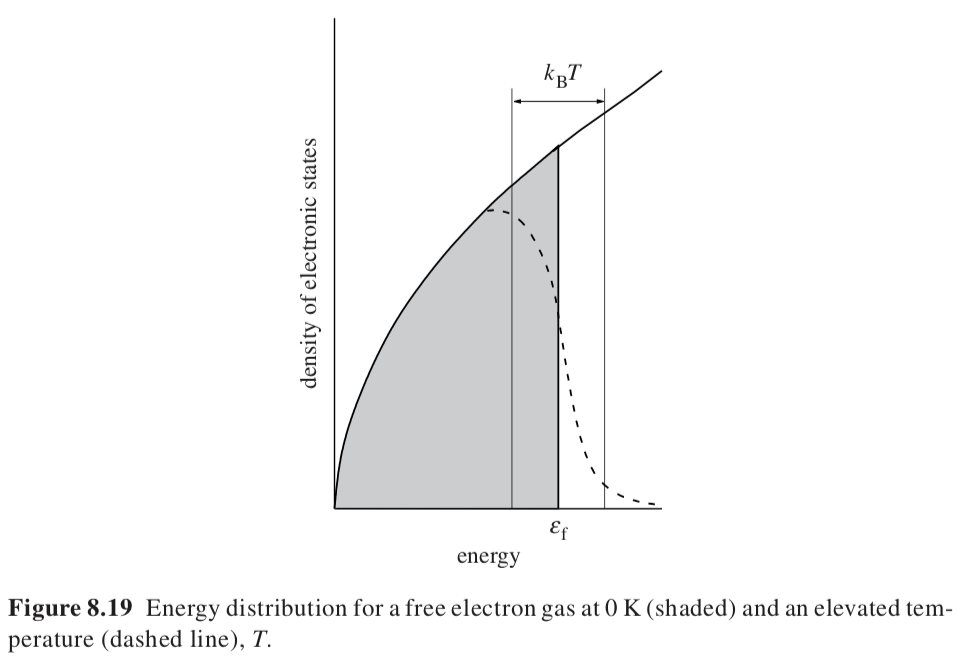 k_BT
density of electronic states
ε_f
energy
Figure 8.19 Energy distribution for a free electron gas at 0 K (shaded) and an elevated tem-
perature (dashed line), T.